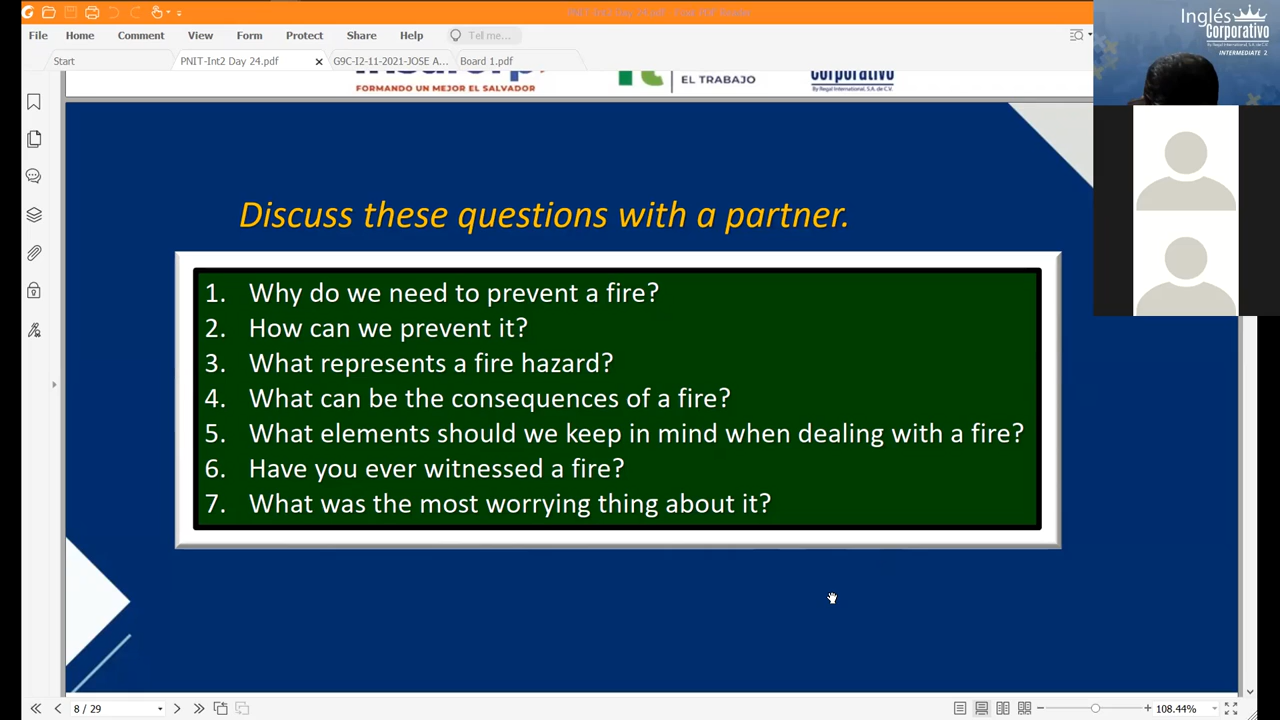 File Home Comment View Form Protect Share Help Tell me...
Start PNIT-Int2 Day 24.pdf G9C-I2-11-2021-JOSE A... Board 1.pdf
FORMANDO UN MEJOR EL SALVADOR
EL TRABAJO
Corporativo
By Regal International, S.A. de C.V.
Inglés
Corporativo
By Regal International, S.A. de C.V.
INTERMEDIATE 2
Discuss these questions with a partner.
1. Why do we need to prevent a fire?
2. How can we prevent it?
3. What represents a fire hazard?
4. What can be the consequences of a fire?
5. What elements should we keep in mind when dealing with a fire?
6. Have you ever witnessed a fire?
7. What was the most worrying thing about it?
8 / 29
108.44%